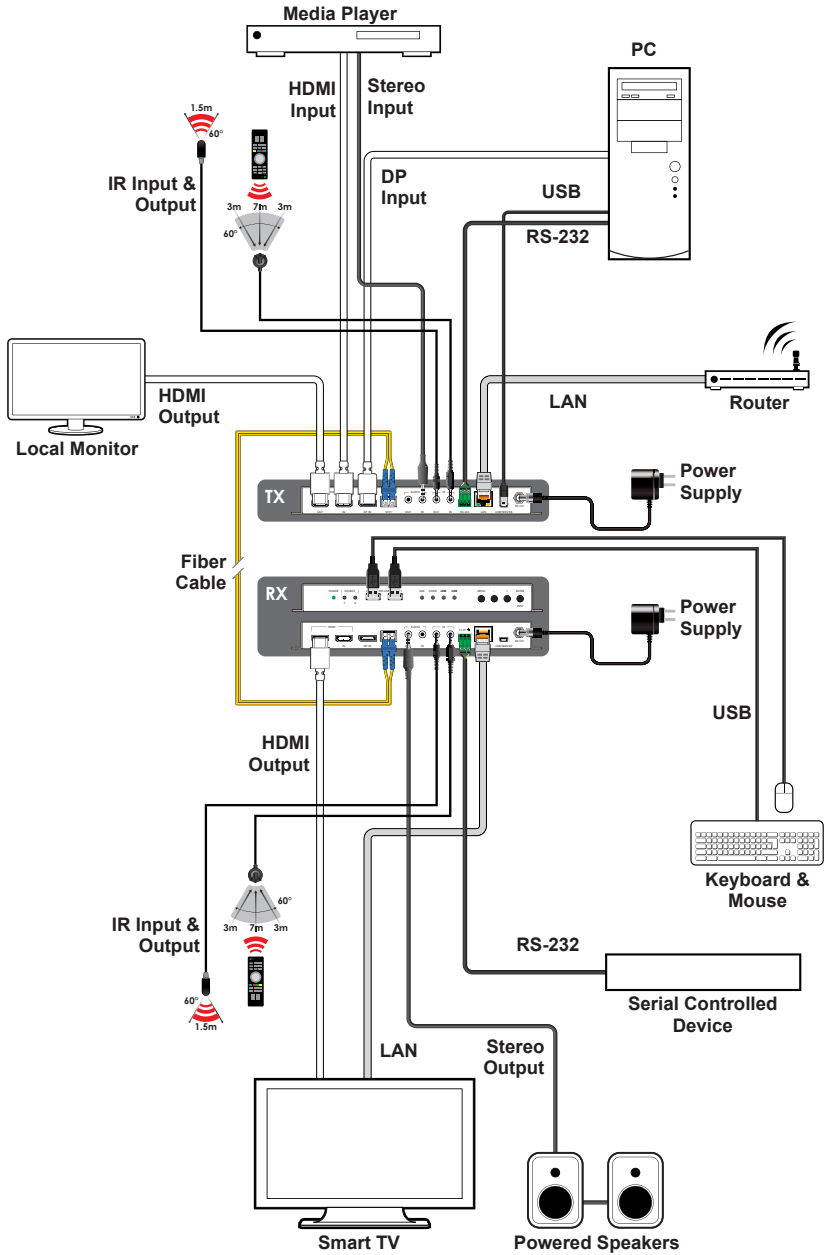 Media Player
PC
HDMI
Input
Stereo
Input
1.5m
60°
IR Input &
Output
3m 7m 3m
60°
DP
Input
USB
RS-232
HDMI
Output
Local Monitor
LAN
Router
TX
Power
Supply
Fiber
Cable
RX
Power
Supply
USB
HDMI
Output
Keyboard &
Mouse
60°
3m 7m 3m
IR Input &
Output
60°
1.5m
RS-232
Serial Controlled
Device
LAN
Stereo
Output
Smart TV
Powered Speakers